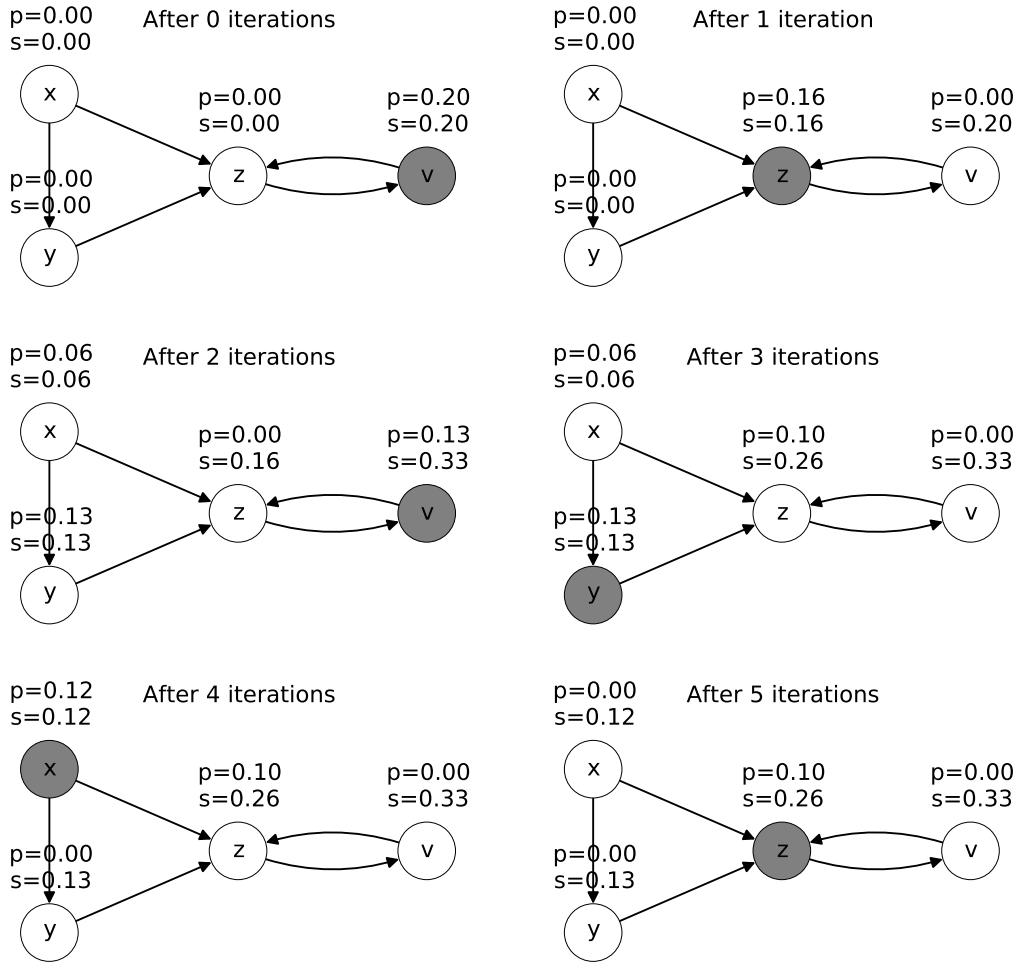 After 0 iterations
p=0.00
s=0.00
x
p=0.00
s=0.00
z
p=0.20
s=0.20
v
p=0.00
s=0.00
y
After 1 iteration
p=0.00
s=0.00
x
p=0.16
s=0.16
z
p=0.00
s=0.20
v
p=0.00
s=0.00
y
After 2 iterations
p=0.06
s=0.06
x
p=0.00
s=0.16
z
p=0.13
s=0.33
v
p=0.13
s=0.13
y
After 3 iterations
p=0.06
s=0.06
x
p=0.10
s=0.26
z
p=0.00
s=0.33
v
p=0.13
s=0.13
y
After 4 iterations
p=0.12
s=0.12
x
p=0.10
s=0.26
z
p=0.00
s=0.33
v
p=0.00
s=0.13
y
After 5 iterations
p=0.00
s=0.12
x
p=0.10
s=0.26
z
p=0.00
s=0.33
v
p=0.00
s=0.13
y